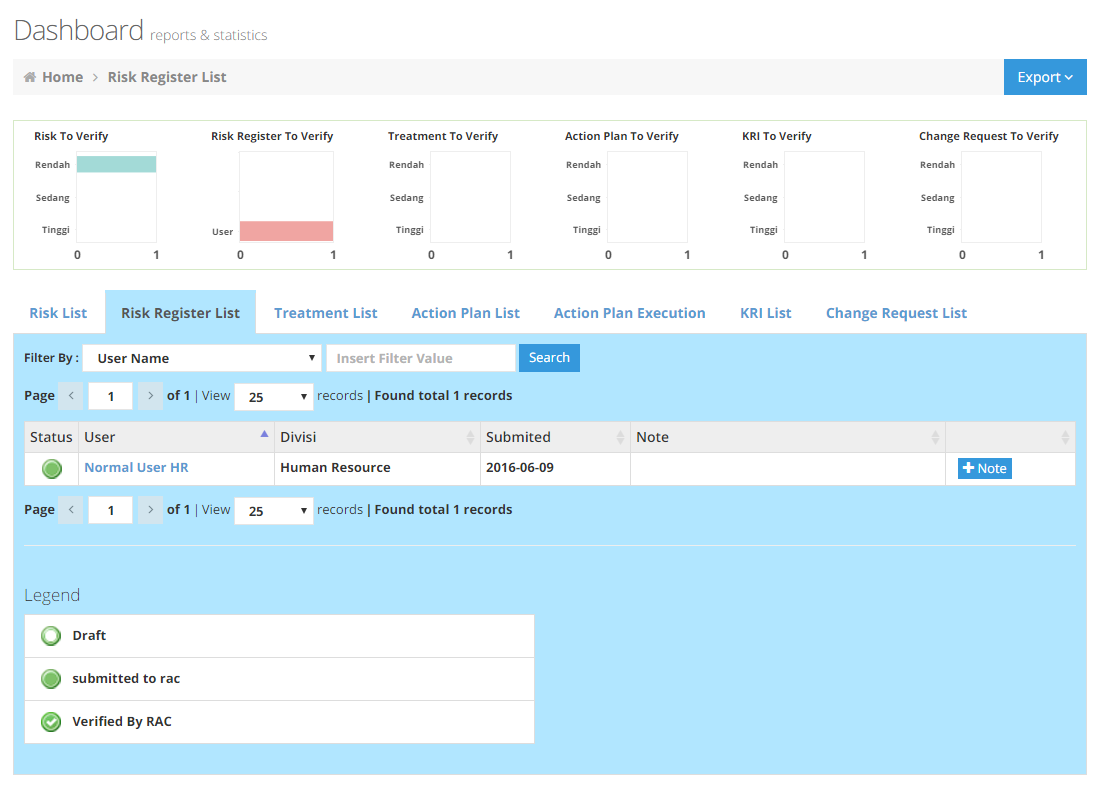 Dashboard reports & statistics
Home > Risk Register List Export
Risk To Verify Risk Register To Verify Treatment To Verify Action Plan To Verify KRI To Verify Change Request To Verify
Rendah Rendah Rendah Rendah Rendah
Sedang Sedang Sedang Sedang Sedang
Tinggi User Tinggi Tinggi Tinggi Tinggi
0 1 0 1 0 1 0 1 0 1 0 1
Risk List Risk Register List Treatment List Action Plan List Action Plan Execution KRI List Change Request List
Filter By : User Name Insert Filter Value Search
Page < 1 > of 1 | View 25 records | Found total 1 records
Status User Divisi Submited Note
Normal User HR Human Resource 2016-06-09 + Note
Page < 1 > of 1 | View 25 records | Found total 1 records
Legend
Draft
submitted to rac
Verified By RAC